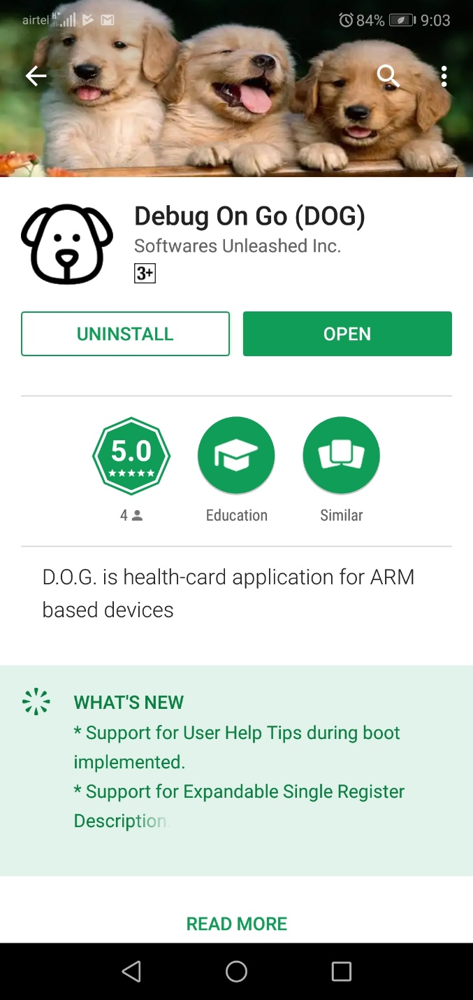 airtel H+ 84% 9:03
Debug On Go (DOG)
Softwares Unleashed Inc.
3+
UNINSTALL OPEN
5.0
4 Education Similar
D.O.G. is health-card application for ARM
based devices
WHAT'S NEW
* Support for User Help Tips during boot
implemented.
* Support for Expandable Single Register
Description.
READ MORE